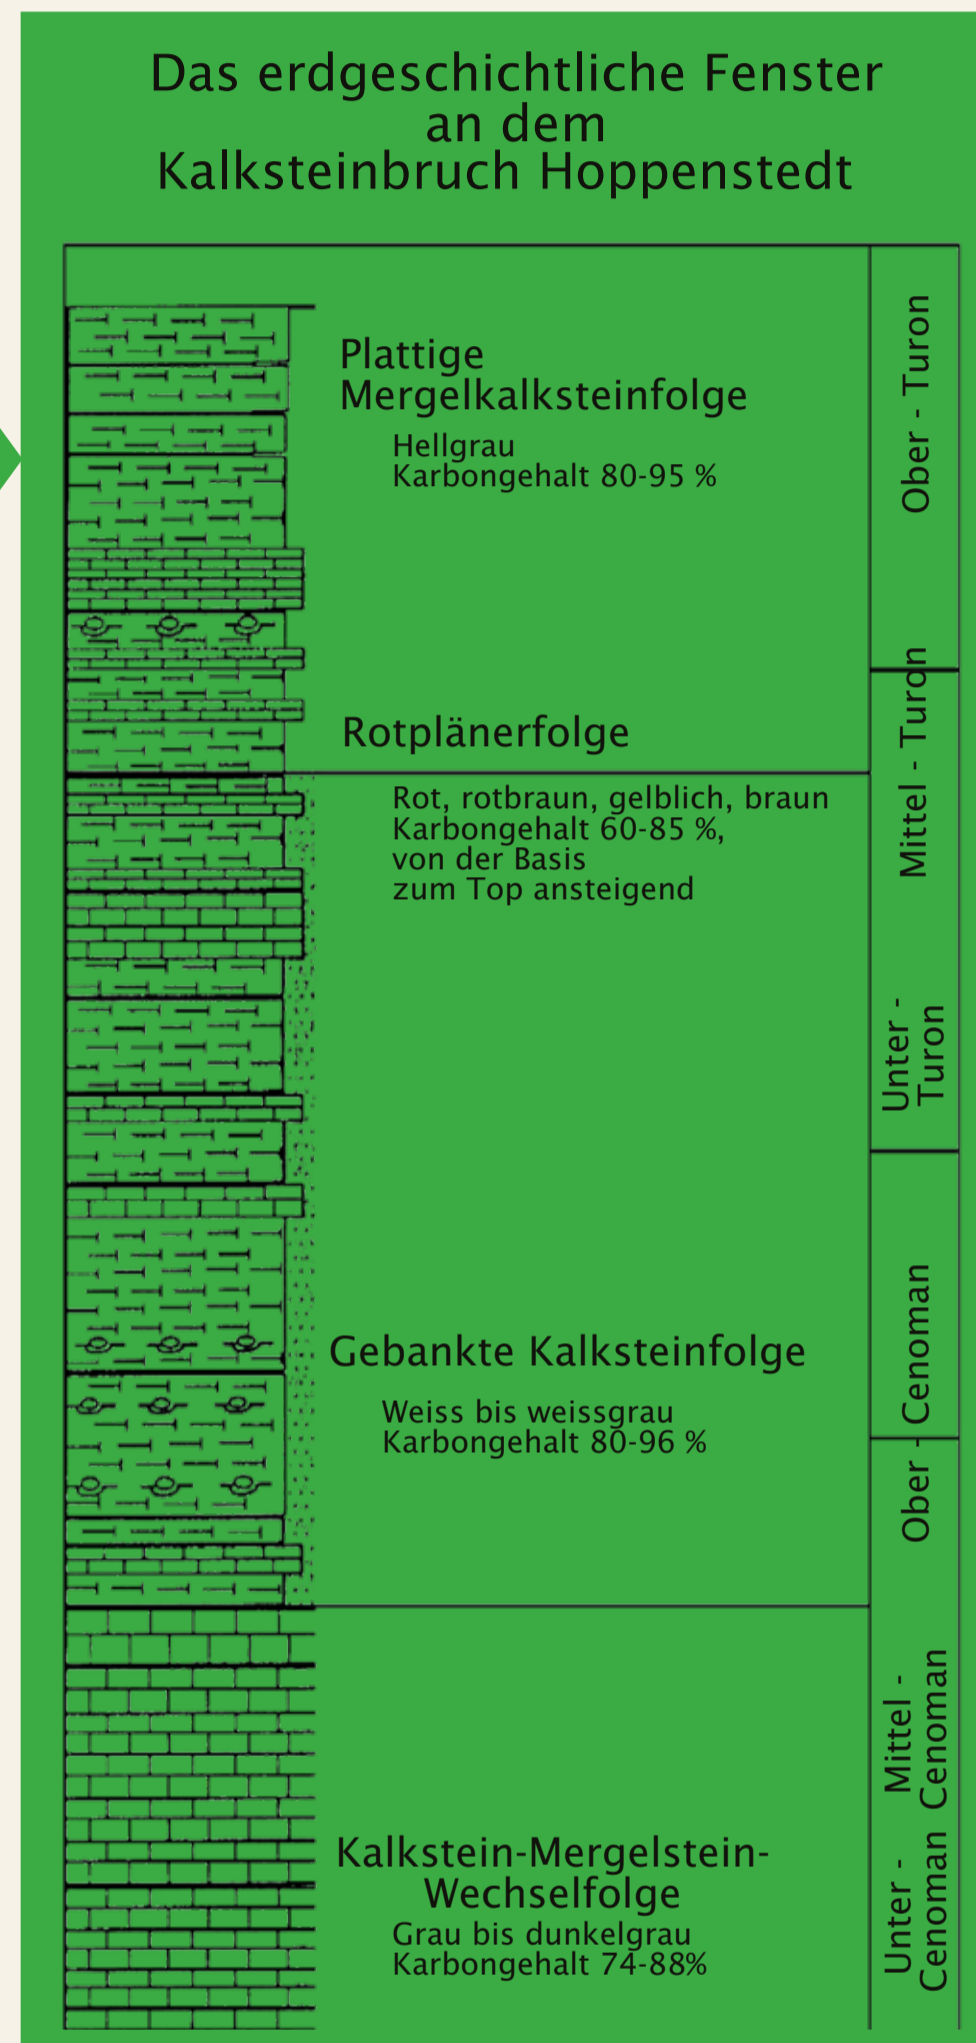 Das erdgeschichtliche Fenster
an dem
Kalksteinbruch Hoppenstedt
Plattige
Mergelkalksteinfolge
Hellgrau
Karbongehalt 80-95 %
Rotplänerfolge
Rot, rotbraun, gelblich, braun
Karbongehalt 60-85 %,
von der Basis
zum Top ansteigend
Gebankte Kalksteinfolge
Weiss bis weissgrau
Karbongehalt 80-96 %
Kalkstein-Mergelstein-
Wechselfolge
Grau bis dunkelgrau
Karbongehalt 74-88%
Ober - Turon
Mittel - Turon
Unter -
Turon
Ober - Cenoman
Mittel -
Cenoman
Unter -
Cenoman